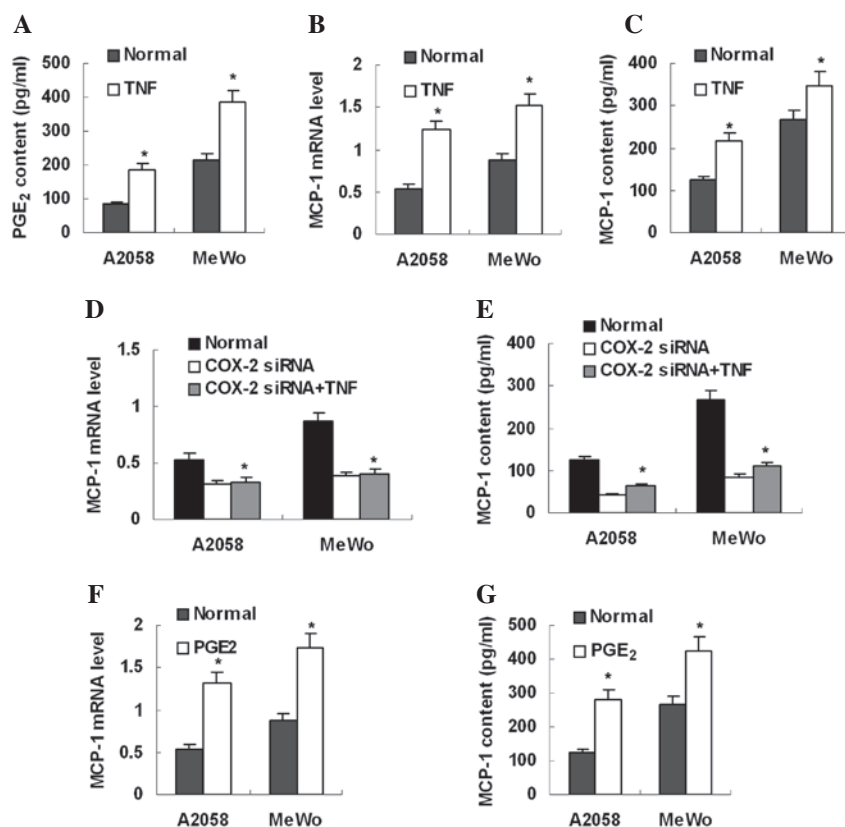 A
PGE2 content (pg/ml)
500
400
300
200
100
0
Normal
TNF
*
*
A2058
MeWo
B
MCP-1 mRNA level
2
1.5
1
0.5
0
Normal
TNF
*
*
A2058
MeWo
C
MCP-1 content (pg/ml)
400
300
200
100
0
Normal
TNF
*
*
A2058
MeWo
D
MCP-1 mRNA level
1.5
1
0.5
0
Normal
COX-2 siRNA
COX-2 siRNA+TNF
*
*
A2058
MeWo
E
MCP-1 content (pg/ml)
400
300
200
100
0
Normal
COX-2 siRNA
COX-2 siRNA+TNF
*
*
A2058
MeWo
F
MCP-1 mRNA level
2
1.5
1
0.5
0
Normal
PGE2
*
*
A2058
MeWo
G
MCP-1 content (pg/ml)
500
400
300
200
100
0
Normal
PGE2
*
*
A2058
MeWo